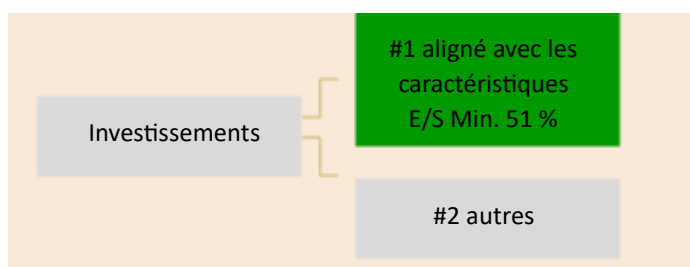 #1 aligné avec les
caractéristiques
E/S Min. 51 %
Investissements
#2 autres